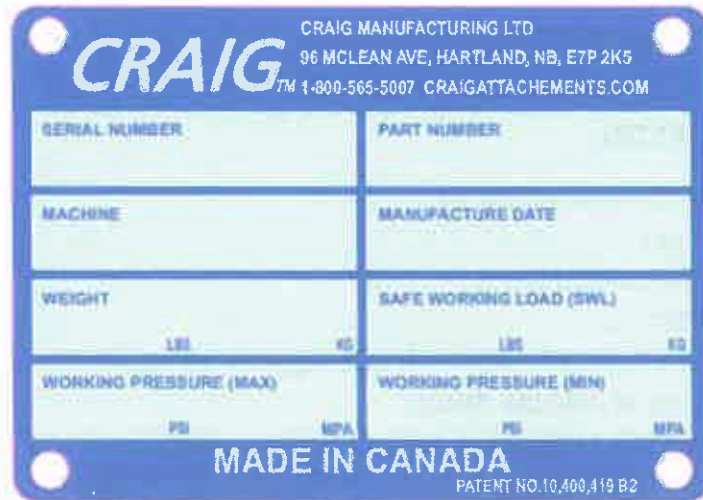 CRAIG MANUFACTURING LTD
96 MCLEAN AVE, HARTLAND, NB, E7P 2K5
CRAIG TM 1-800-565-5007 CRAIGATTACHEMENTS.COM
SERIAL NUMBER PART NUMBER
MACHINE MANUFACTURE DATE
WEIGHT SAFE WORKING LOAD (SWL)
LBS KG LBS KG
WORKING PRESSURE (MAX) WORKING PRESSURE (MIN)
PSI MPA PSI MPA
MADE IN CANADA
PATENT NO.10,400,419 B2